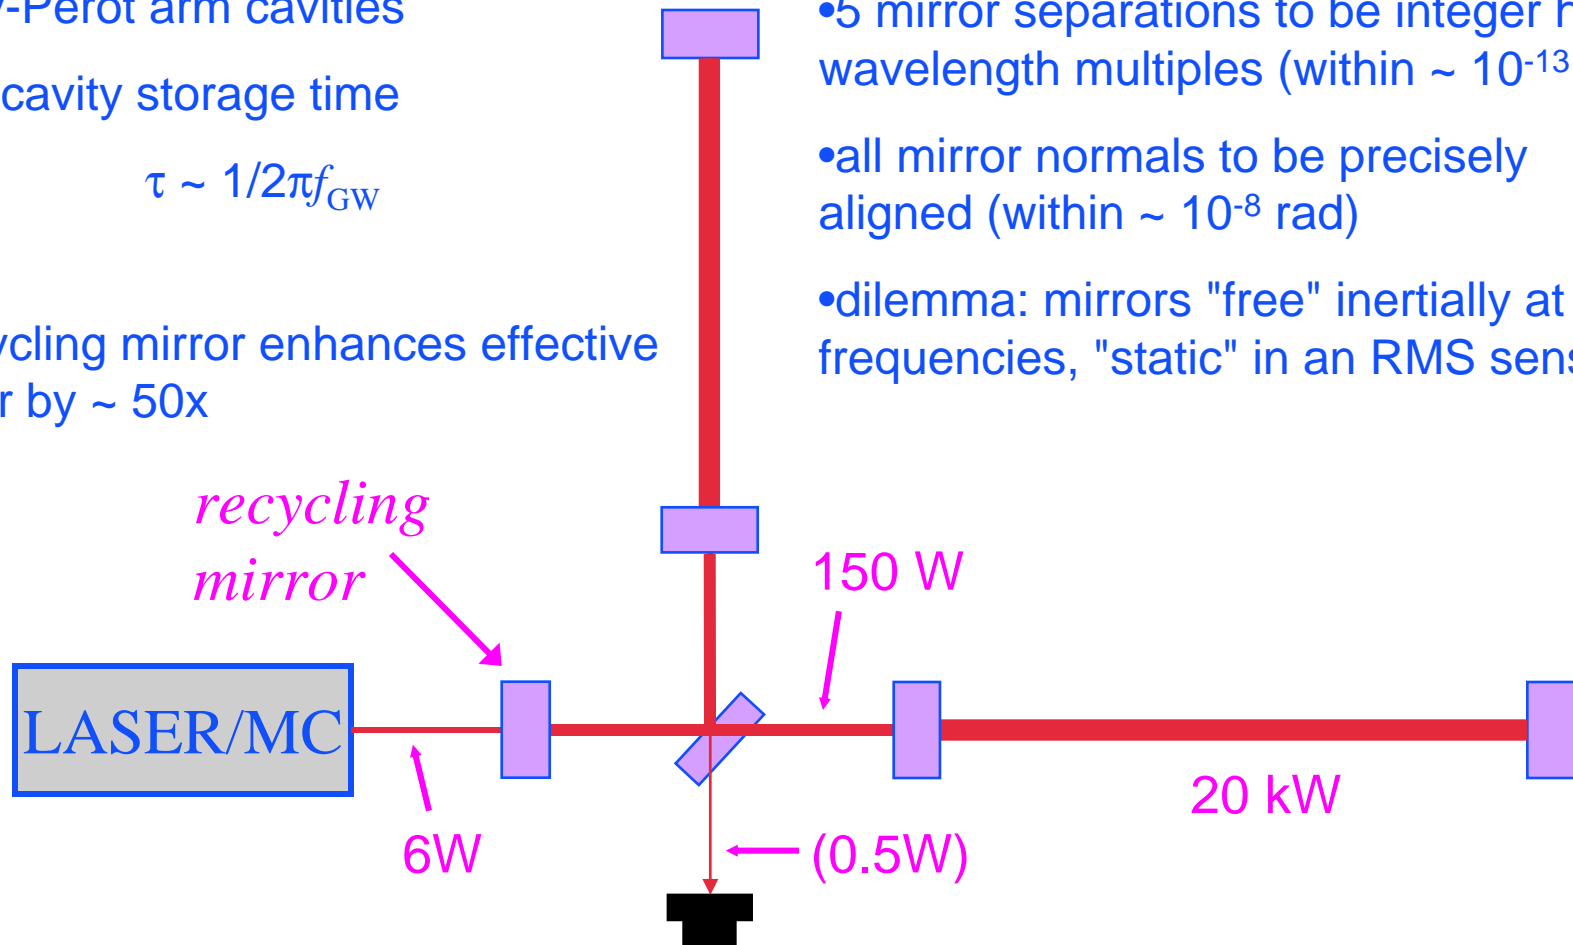 -Perot arm cavities
cavity storage time
τ ~ 1/2πf_GW
cycling mirror enhances effective
r by ~ 50x
•5 mirror separations to be integer h
wavelength multiples (within ~ 10^-13
•all mirror normals to be precisely
aligned (within ~ 10^-8 rad)
•dilemma: mirrors "free" inertially at
frequencies, "static" in an RMS sens
recycling
mirror
150 W
LASER/MC
20 kW
6W
(0.5W)